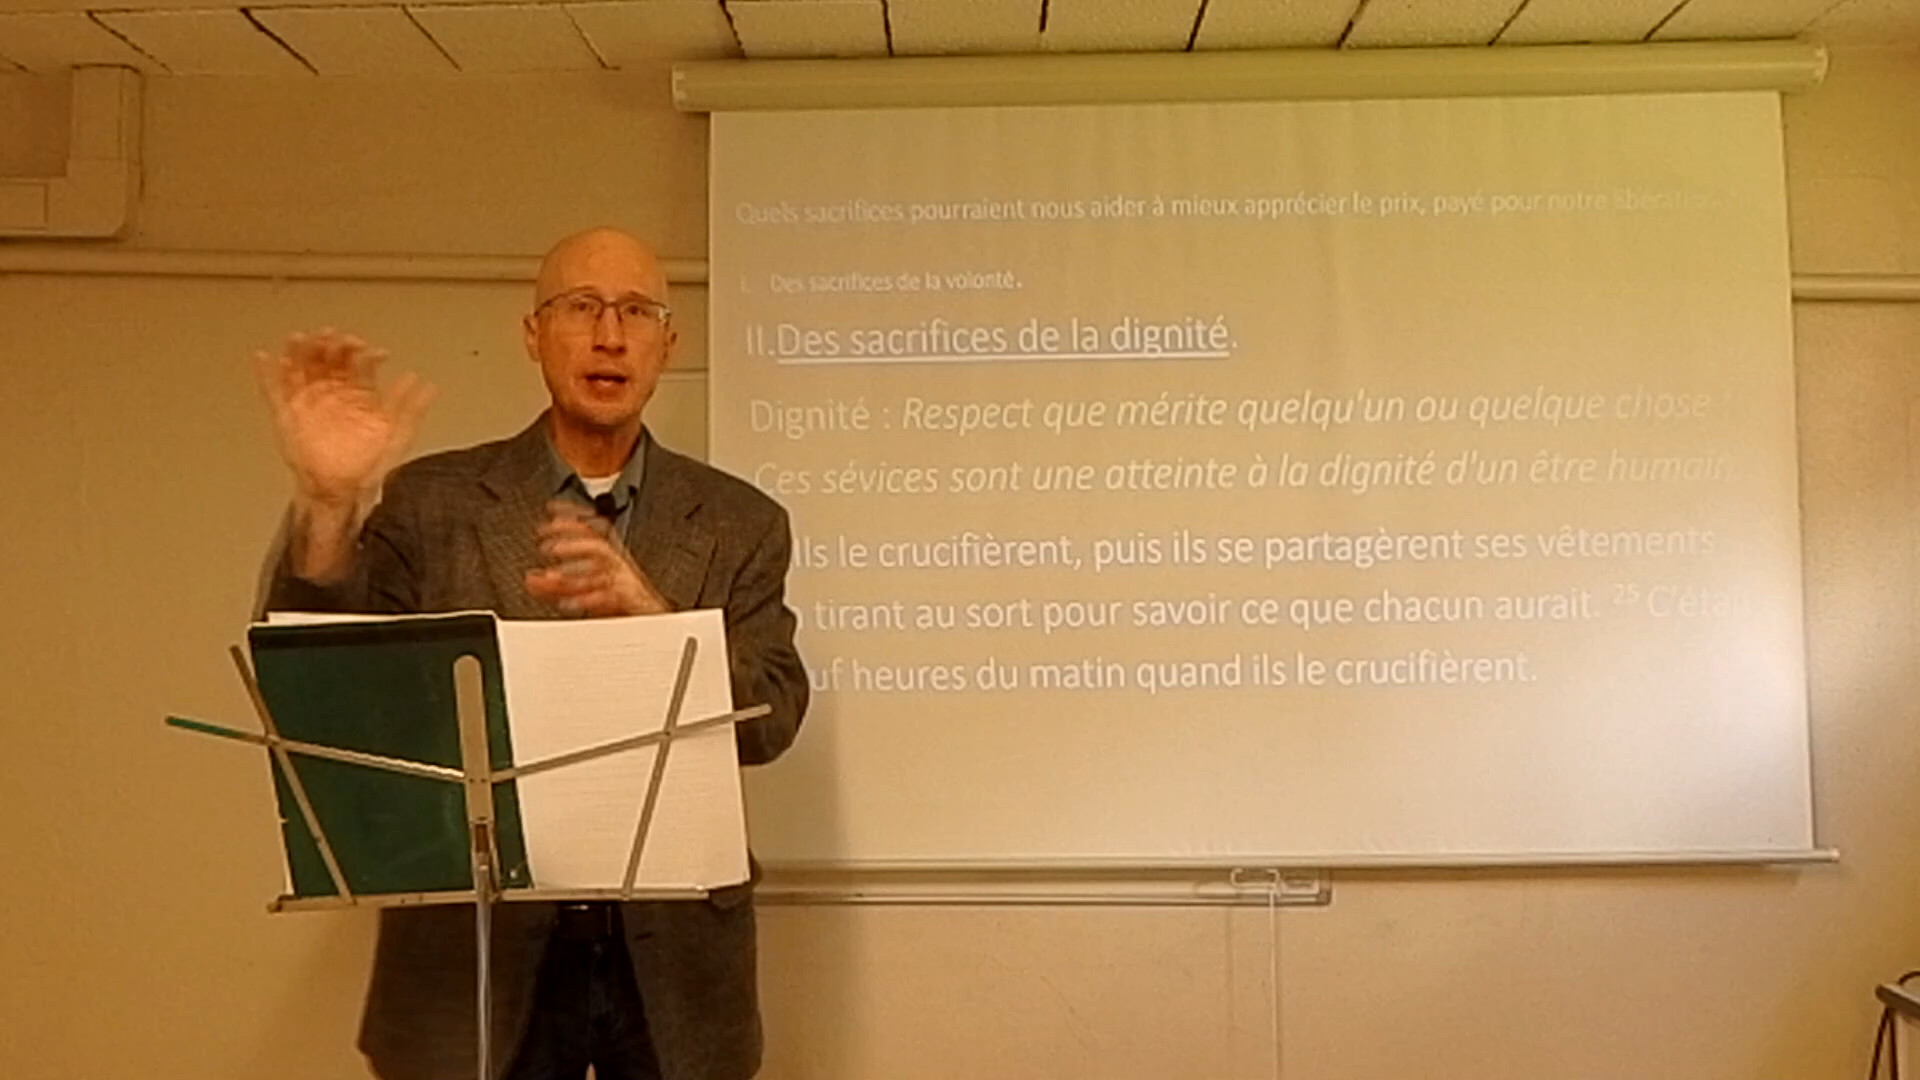 Quels sacrifices pourraient nous aider à mieux apprécier le prix, payé pour notre
I. Des sacrifices de la volonté.
II. Des sacrifices de la dignité.
Dignité : Respect que mérite quelqu'un ou quelque chose
Ces sévices sont une atteinte à la dignité d'un être humain
Ils le crucifièrent, puis ils se partagèrent ses vêtements
tirant au sort pour savoir ce que chacun aurait. 25
heures du matin quand ils le crucifièrent.